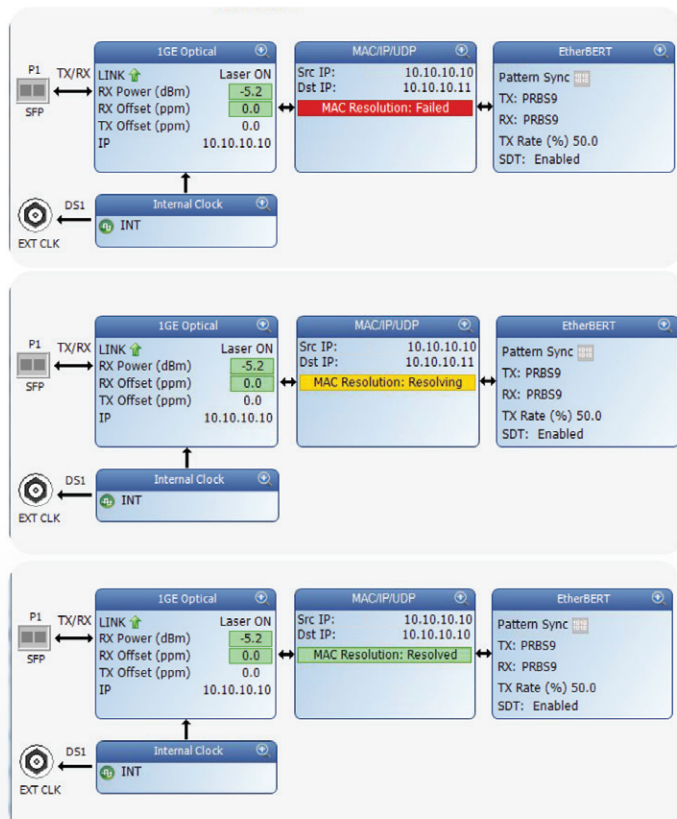 1GE Optical
MAC/IP/UDP
EtherBERT
P1
TX/RX
SFP
LINK
Laser ON
RX Power (dBm)
-5.2
RX Offset (ppm)
0.0
TX Offset (ppm)
0.0
IP
10.10.10.10
Src IP:
10.10.10.10
Dst IP:
10.10.10.11
MAC Resolution: Failed
Pattern Sync
TX: PRBS9
RX: PRBS9
TX Rate (%) 50.0
SDT: Enabled
DS1
EXT CLK
Internal Clock
INT
1GE Optical
MAC/IP/UDP
EtherBERT
P1
TX/RX
SFP
LINK
Laser ON
RX Power (dBm)
-5.2
RX Offset (ppm)
0.0
TX Offset (ppm)
0.0
IP
10.10.10.10
Src IP:
10.10.10.10
Dst IP:
10.10.10.11
MAC Resolution: Resolving
Pattern Sync
TX: PRBS9
RX: PRBS9
TX Rate (%) 50.0
SDT: Enabled
DS1
EXT CLK
Internal Clock
INT
1GE Optical
MAC/IP/UDP
EtherBERT
P1
TX/RX
SFP
LINK
Laser ON
RX Power (dBm)
-5.2
RX Offset (ppm)
0.0
TX Offset (ppm)
0.0
IP
10.10.10.10
Src IP:
10.10.10.10
Dst IP:
10.10.10.10
MAC Resolution: Resolved
Pattern Sync
TX: PRBS9
RX: PRBS9
TX Rate (%) 50.0
SDT: Enabled
DS1
EXT CLK
Internal Clock
INT